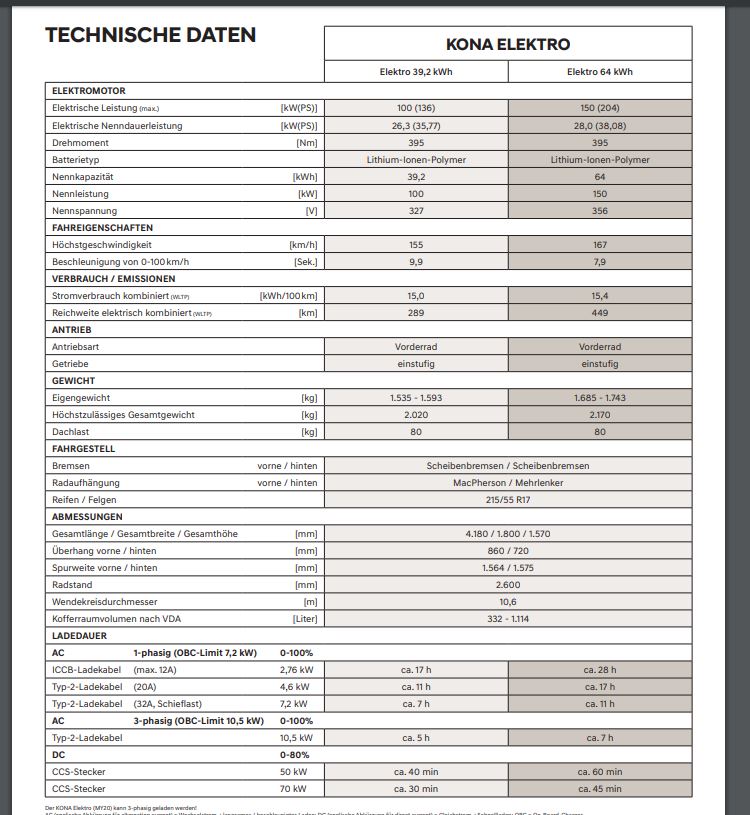 TECHNISCHE DATEN
KONA ELEKTRO
Elektro 39,2 kWh Elektro 64 kWh
ELEKTROMOTOR
Elektrische Leistung (max.) [kW(PS)] 100 (136) 150 (204)
Elektrische Nenndauerleistung [kW(PS)] 26,3 (35,77) 28,0 (38,08)
Drehmoment [Nm] 395 395
Batterietyp Lithium-Ionen-Polymer Lithium-Ionen-Polymer
Nennkapazität [kWh] 39,2 64
Nennleistung [kW] 100 150
Nennspannung [V] 327 356
FAHREIGENSCHAFTEN
Höchstgeschwindigkeit [km/h] 155 167
Beschleunigung von 0-100 km/h [Sek.] 9,9 7,9
VERBRAUCH / EMISSIONEN
Stromverbrauch kombiniert (WLTP) [kWh/100 km] 15,0 15,4
Reichweite elektrisch kombiniert (WLTP) [km] 289 449
ANTRIEB
Antriebsart Vorderrad Vorderrad
Getriebe einstufig einstufig
GEWICHT
Eigengewicht [kg] 1.535 - 1.593 1.685 - 1.743
Höchstzulässiges Gesamtgewicht [kg] 2.020 2.170
Dachlast [kg] 80 80
FAHRGESTELL
Bremsen vorne / hinten Scheibenbremsen / Scheibenbremsen
Radaufhängung vorne / hinten MacPherson / Mehrlenker
Reifen / Felgen 215/55 R17
ABMESSUNGEN
Gesamtlänge / Gesamtbreite / Gesamthöhe [mm] 4.180 / 1.800 / 1.570
Überhang vorne / hinten [mm] 860 / 720
Spurweite vorne / hinten [mm] 1.564 / 1.575
Radstand [mm] 2.600
Wendekreisdurchmesser [m] 10,6
Kofferraumvolumen nach VDA [Liter] 332 - 1.114
LADEDAUER
AC 1-phasig (OBC-Limit 7,2 kW) 0-100%
ICCB-Ladekabel (max. 12A) 2,76 kW ca. 17 h ca. 28 h
Typ-2-Ladekabel (20A) 4,6 kW ca. 11 h ca. 17 h
Typ-2-Ladekabel (32A, Schieflast) 7,2 kW ca. 7 h ca. 11 h
AC 3-phasig (OBC-Limit 10,5 kW) 0-100%
Typ-2-Ladekabel 10,5 kW ca. 5 h ca. 7 h
DC 0-80%
CCS-Stecker 50 kW ca. 40 min ca. 60 min
CCS-Stecker 70 kW ca. 30 min ca. 45 min
Der KONA Elektro (MY20) kann 3-phasig geladen werden!